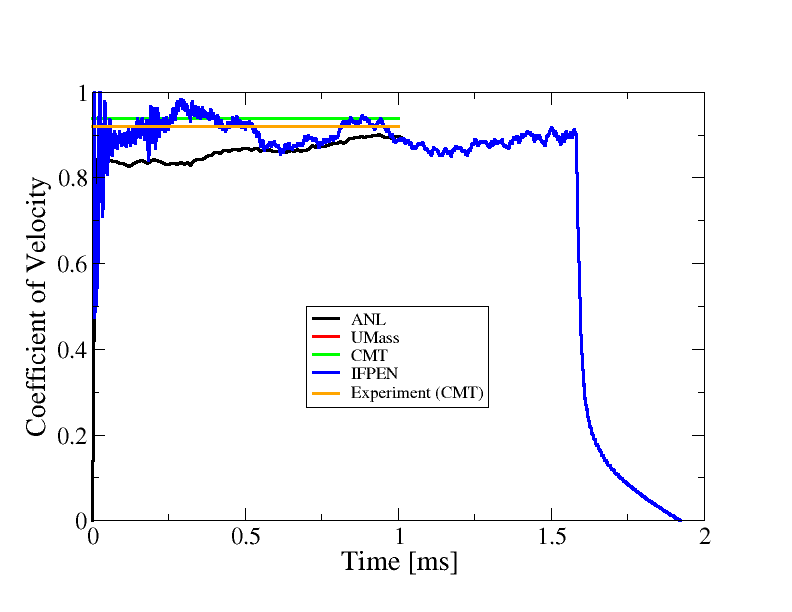 1
0.8
0.6
0.4
0.2
0
Coefficient of Velocity
ANL
UMass
CMT
IFPEN
Experiment (CMT)
0 0.5 1 1.5 2
Time [ms]